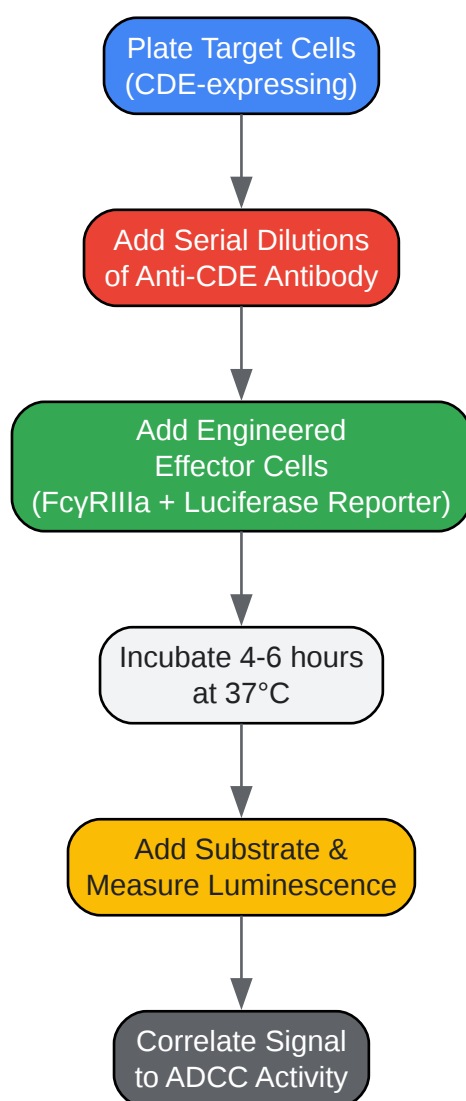 Plate Target Cells
(CDE-expressing)
Add Serial Dilutions
of Anti-CDE Antibody
Add Engineered
Effector Cells
(FcγRIIIa + Luciferase Reporter)
Incubate 4-6 hours
at 37°C
Add Substrate &
Measure Luminescence
Correlate Signal
to ADCC Activity